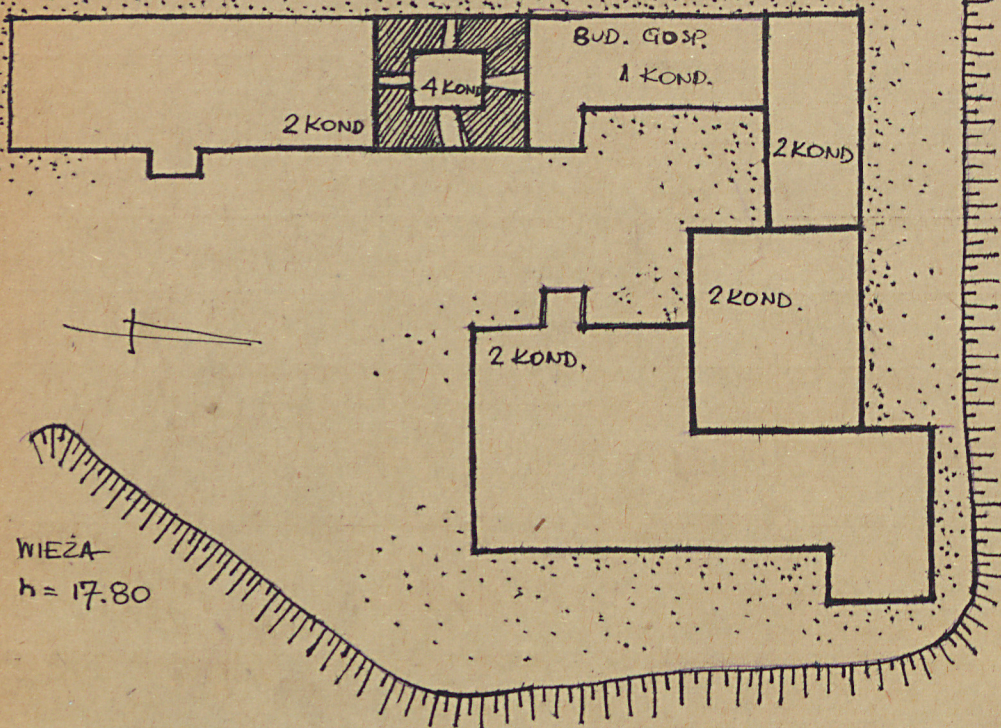 BUD. GOSP.
1 KOND.
4 KOND
2 KOND
2 KOND
2 KOND.
2 KOND.
WIEŻA
h = 17.80